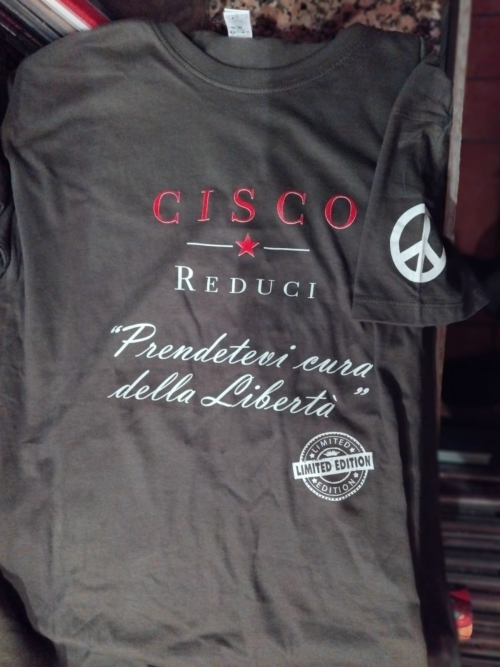 CISCO
REDUCI
“Prendetevi cura
della Libertà”
LIMITED
LIMITED EDITION
EDITION